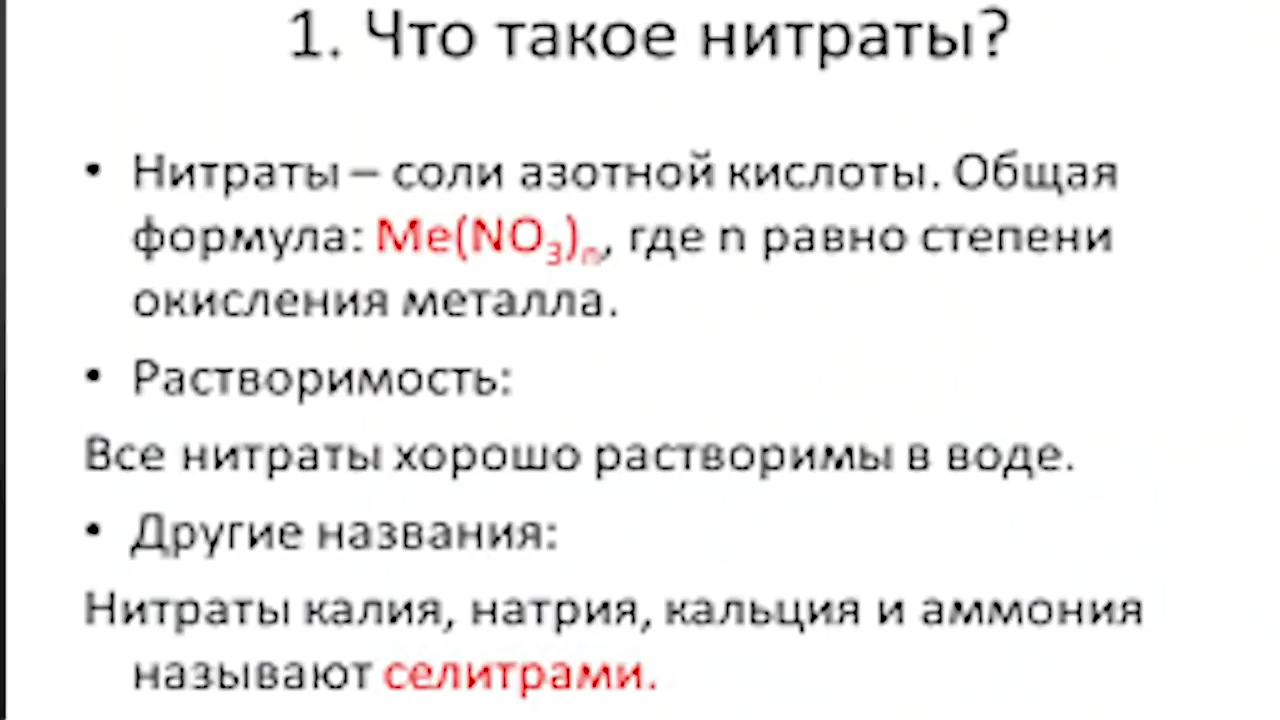 1. Что такое нитраты?
• Нитраты – соли азотной кислоты. Общая
формула: Me(NO₃)ₙ, где n равно степени
окисления металла.
• Растворимость:
Все нитраты хорошо растворимы в воде.
• Другие названия:
Нитраты калия, натрия, кальция и аммония
называют селитрами.